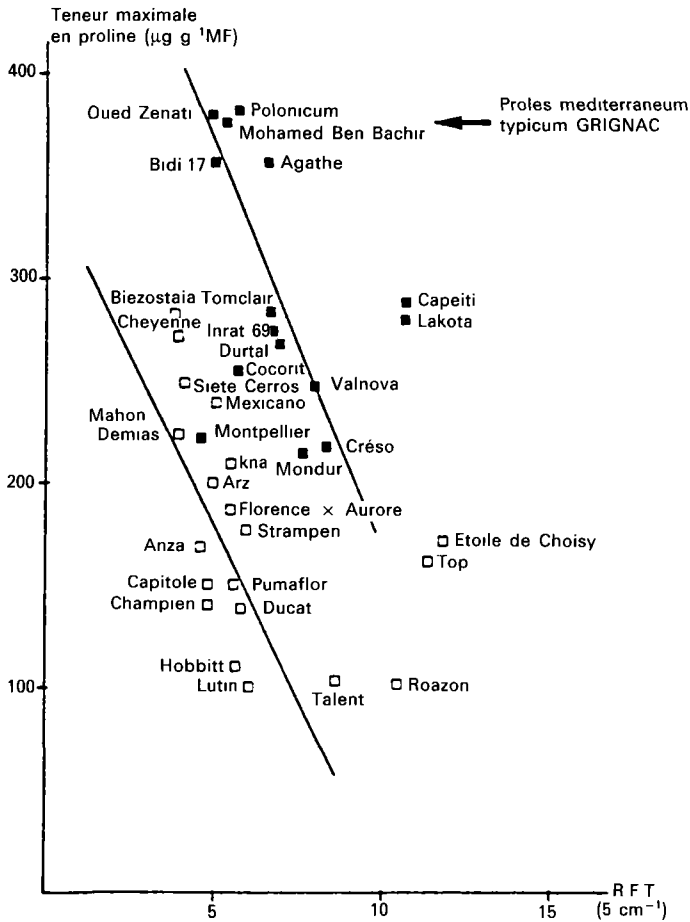 Teneur maximale
en proline (µg g ¹MF)
400
Oued Zenati
Polonicum
Mohamed Ben Bachir
Proles mediterraneum
typicum GRIGNAC
Bidi 17
Agathe
300
Biezostaia Tomclair
Capeiti
Cheyenne
Inrat 69
Lakota
Durtal
Cocorit
Siete Cerros
Valnova
Mexicano
Mahon
Demias
Montpellier
Créso
Mondur
kna
200
Arz
Florence × Aurore
Strampen
Etoile de Choisy
Anza
Top
Capitole
Pumaflor
Champien
Ducat
Hobbitt
100
Lutin
Talent
Roazon
5
10
15
R F T
(5 cm⁻¹)